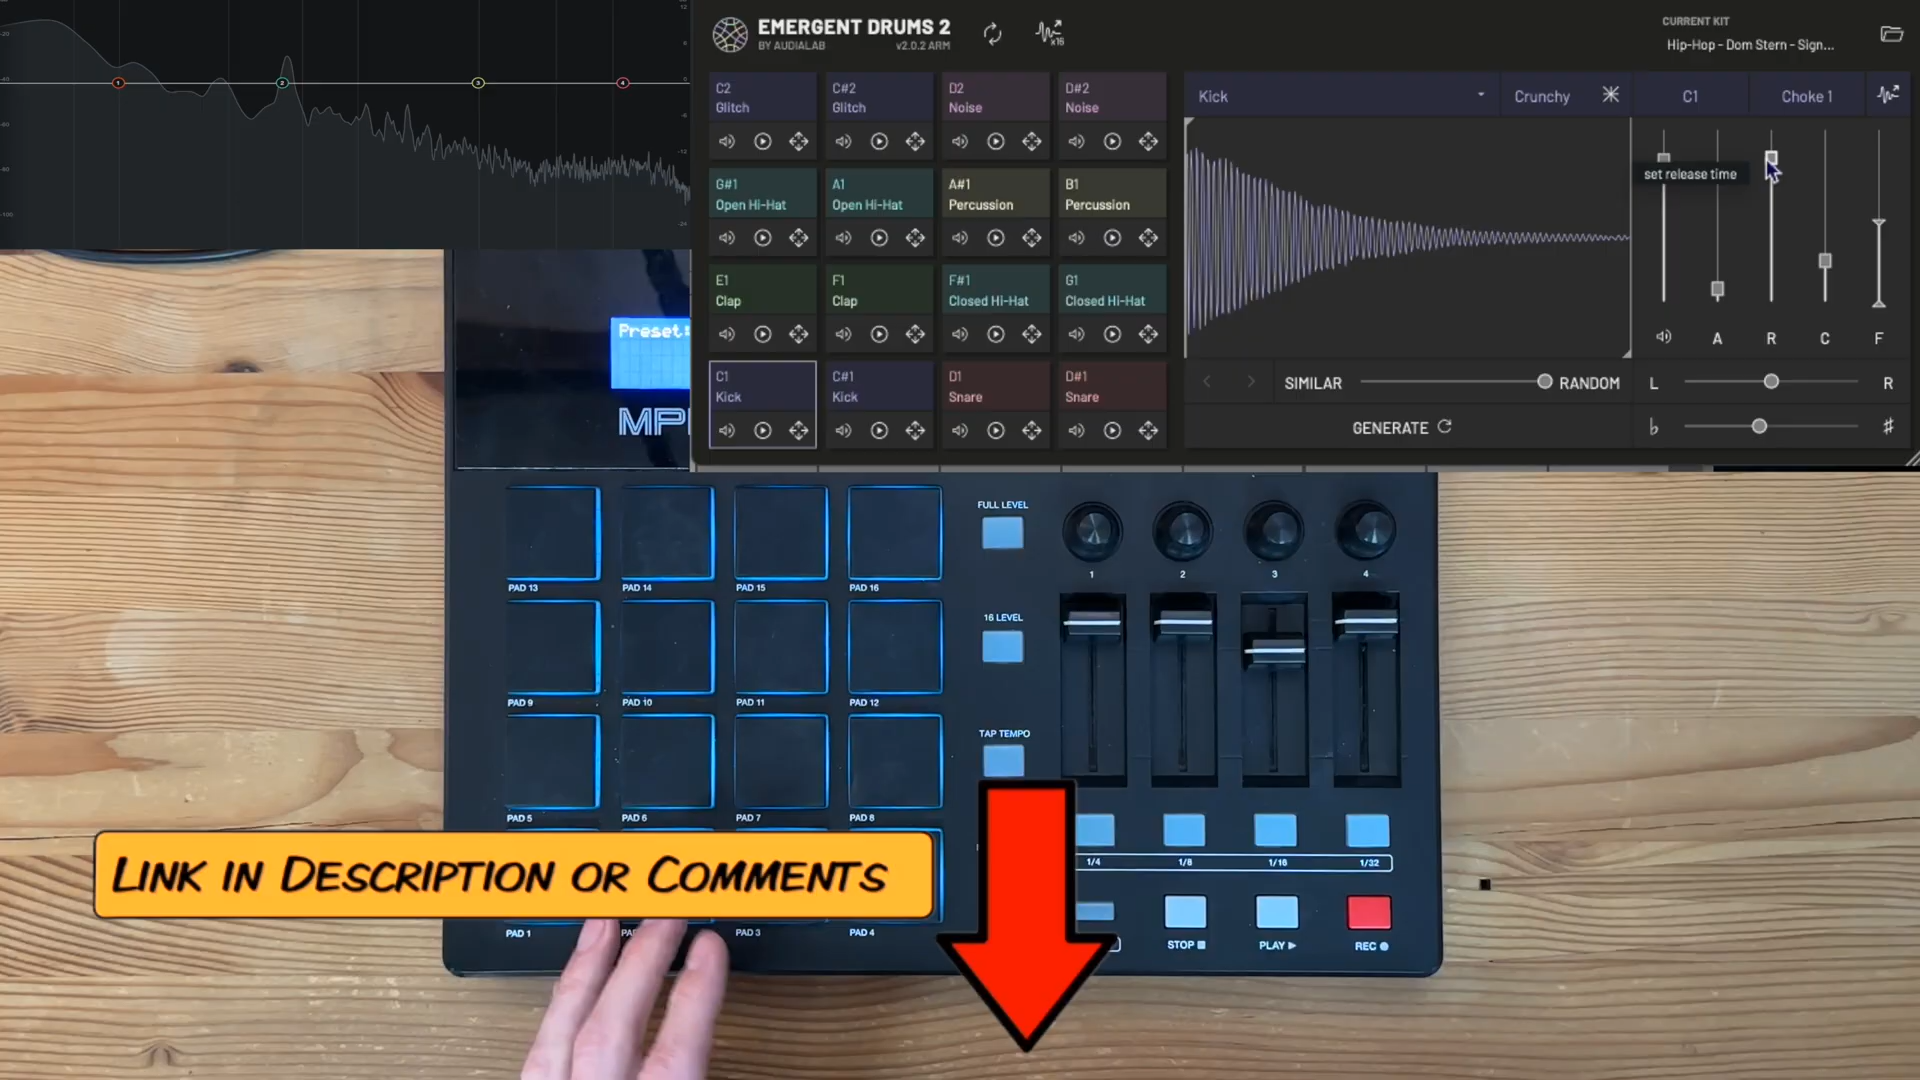 EMERGENT DRUMS 2
BY AUDIALAB
v2.0.2 ARM
x16
CURRENT KIT
Hip-Hop - Dom Stern - Sign...
C2
Glitch
C#2
Glitch
D2
Noise
D#2
Noise
G#1
Open Hi-Hat
A1
Open Hi-Hat
A#1
Percussion
B1
Percussion
E1
Clap
F1
Clap
F#1
Closed Hi-Hat
G1
Closed Hi-Hat
C1
Kick
C#1
Kick
D1
Snare
D#1
Snare
Kick
Crunchy
C1
Choke 1
set release time
A
R
C
F
SIMILAR
RANDOM
GENERATE
L
R
♭
♯
1
2
3
4
Preset:
MP
PAD 13
PAD 14
PAD 15
PAD 16
PAD 9
PAD 10
PAD 11
PAD 12
PAD 5
PAD 6
PAD 7
PAD 8
PAD 1
PAD 3
PAD 4
FULL LEVEL
16 LEVEL
TAP TEMPO
1
2
3
4
1/4
1/8
1/16
1/32
STOP
PLAY
REC
LINK IN DESCRIPTION OR COMMENTS